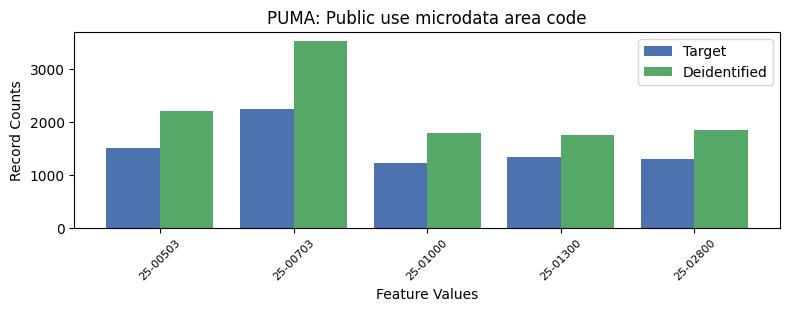 PUMA: Public use microdata area code
Target
Deidentified
Record Counts
3000
2000
1000
0
25-00503
25-00703
25-01000
25-01300
25-02800
Feature Values